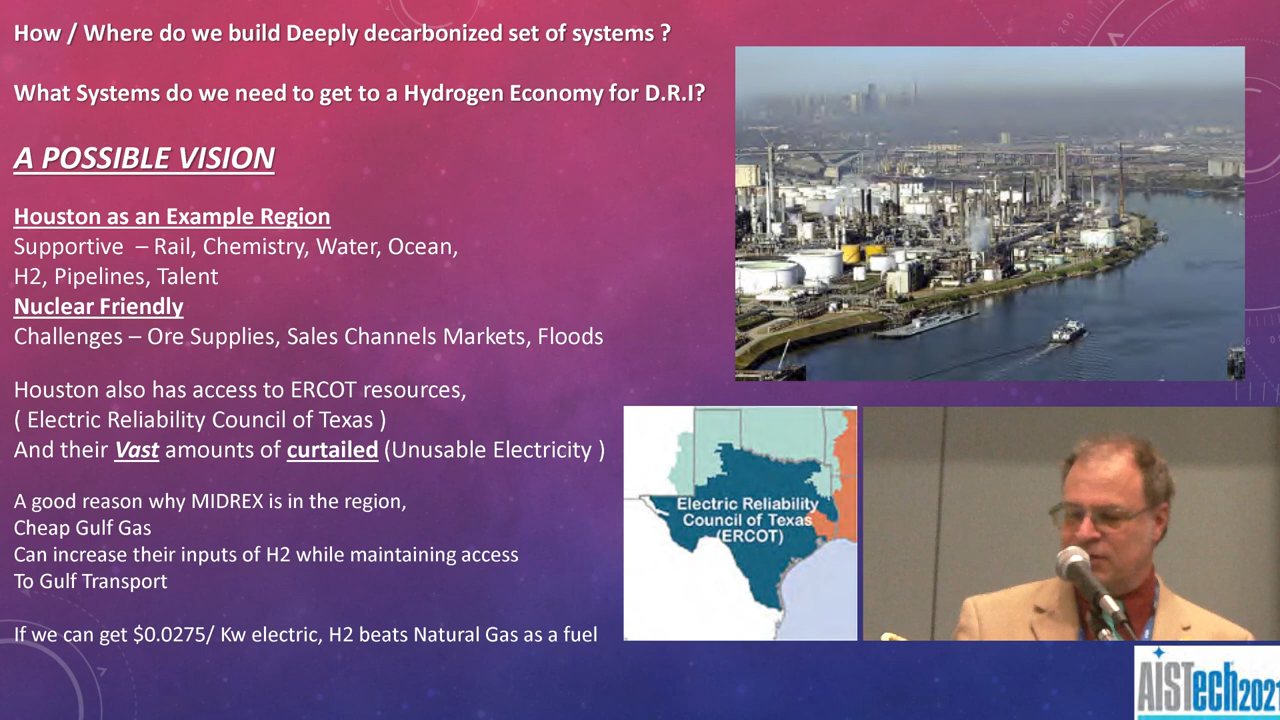 How / Where do we build Deeply decarbonized set of systems ?
What Systems do we need to get to a Hydrogen Economy for D.R.I?
A POSSIBLE VISION
Houston as an Example Region
Supportive – Rail, Chemistry, Water, Ocean,
H2, Pipelines, Talent
Nuclear Friendly
Challenges – Ore Supplies, Sales Channels Markets, Floods
Houston also has access to ERCOT resources,
( Electric Reliability Council of Texas )
And their Vast amounts of curtailed (Unusable Electricity )
A good reason why MIDREX is in the region,
Cheap Gulf Gas
Can increase their inputs of H2 while maintaining access
To Gulf Transport
If we can get $0.0275/ Kw electric, H2 beats Natural Gas as a fuel
Electric Reliability
Council of Texas
(ERCOT)
AISTech2021